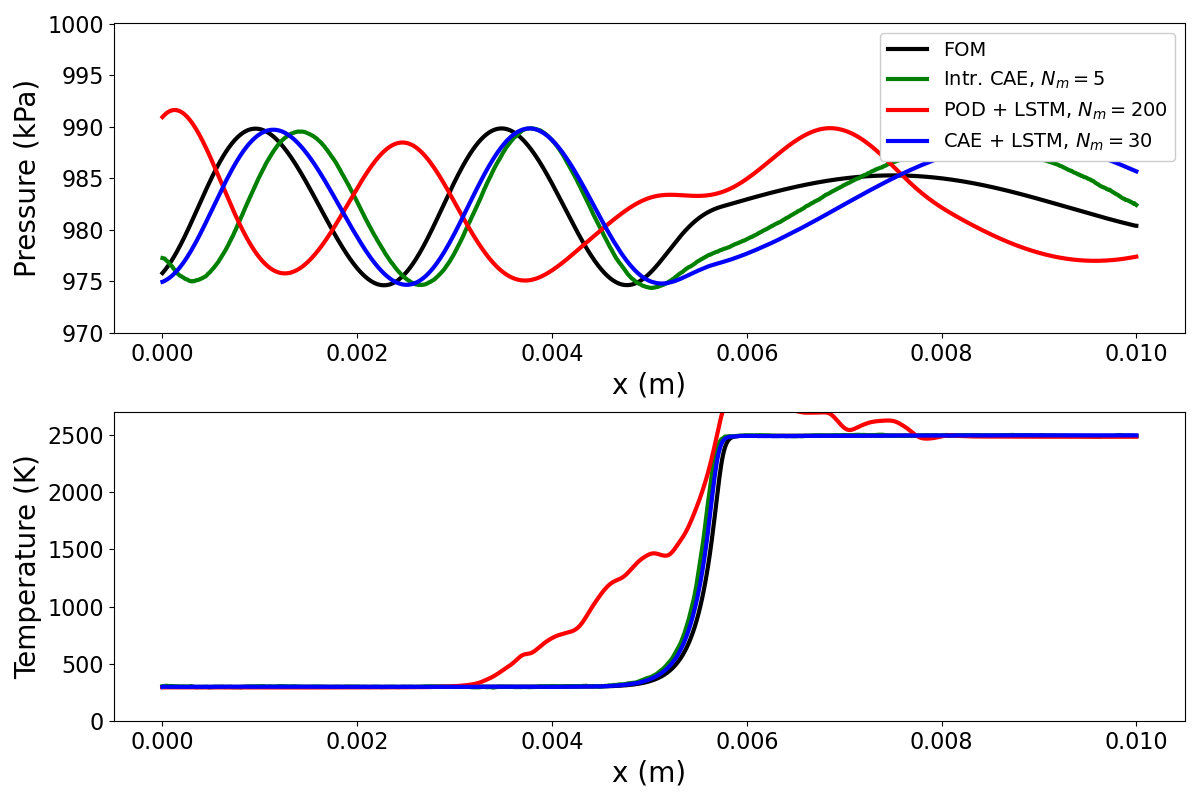 1000
995
990
985
980
975
970
Pressure (kPa)
FOM
Intr. CAE, N_m = 5
POD + LSTM, N_m = 200
CAE + LSTM, N_m = 30
0.000 0.002 0.004 0.006 0.008 0.010
x (m)
2500
2000
1500
1000
500
0
Temperature (K)
0.000 0.002 0.004 0.006 0.008 0.010
x (m)